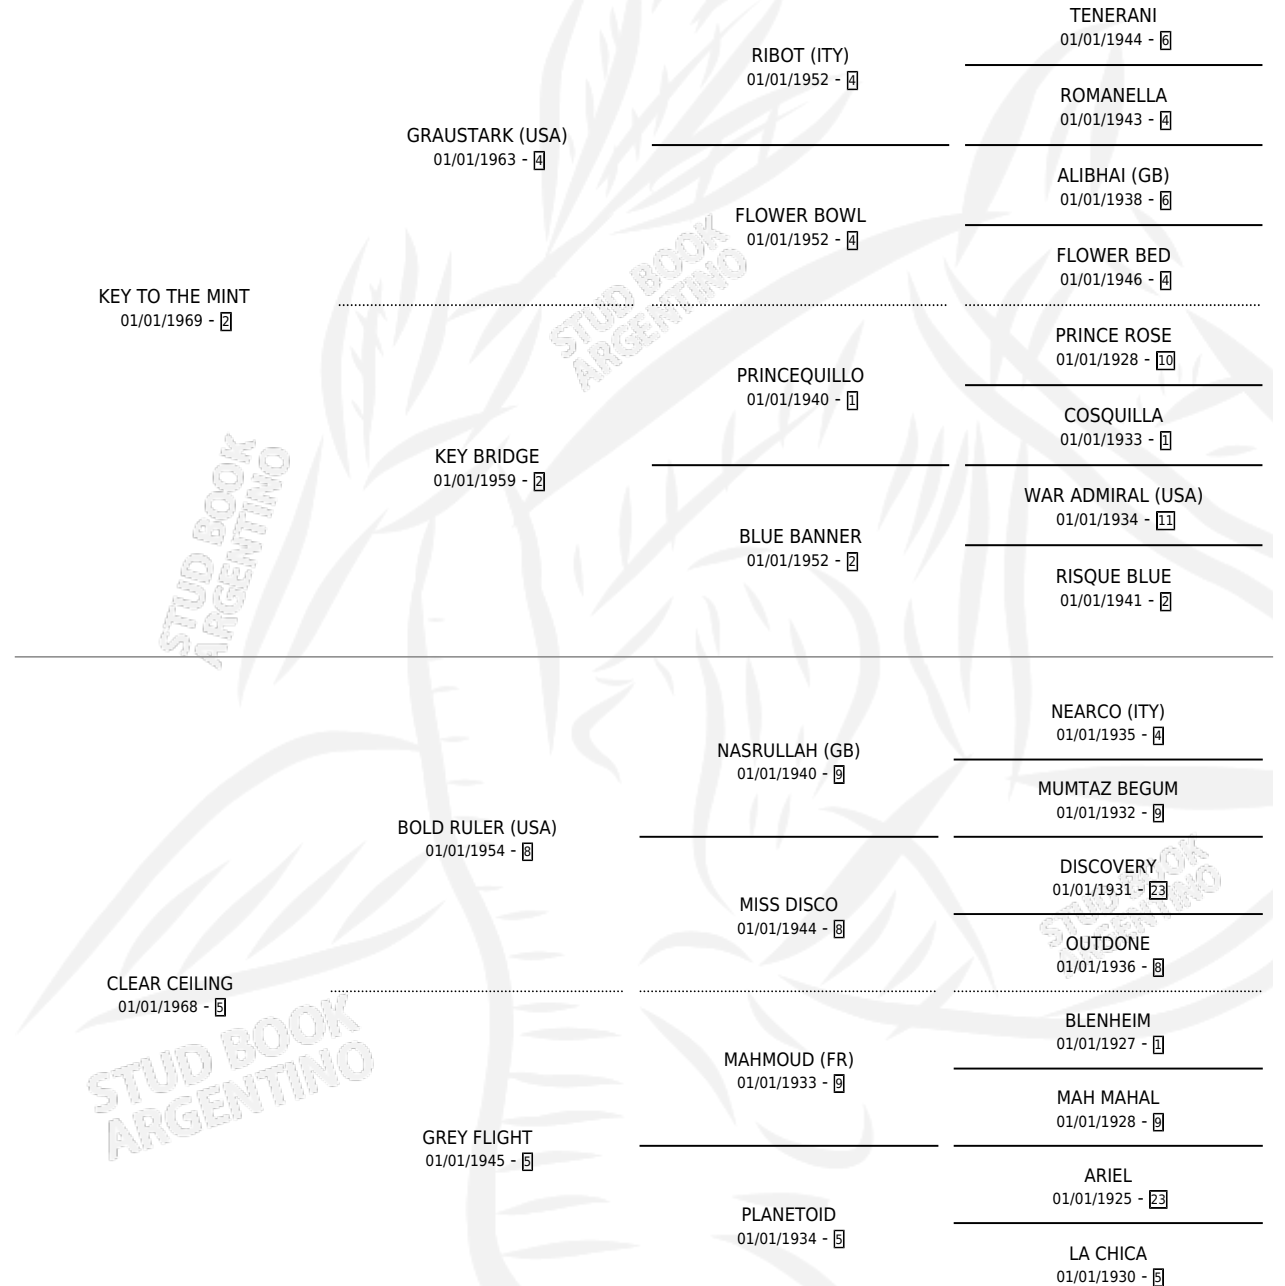 TENERANI
01/01/1944 - 6
RIBOT (ITY)
01/01/1952 - 4
ROMANELLA
01/01/1943 - 4
GRAUSTARK (USA)
01/01/1963 - 4
ALIBHAI (GB)
01/01/1938 - 6
FLOWER BOWL
01/01/1952 - 4
FLOWER BED
01/01/1946 - 4
KEY TO THE MINT
01/01/1969 - 2
PRINCE ROSE
01/01/1928 - 10
PRINCEQUILLO
01/01/1940 - 1
COSQUILLA
01/01/1933 - 1
KEY BRIDGE
01/01/1959 - 2
WAR ADMIRAL (USA)
01/01/1934 - 11
BLUE BANNER
01/01/1952 - 2
RISQUE BLUE
01/01/1941 - 2
NEARCO (ITY)
01/01/1935 - 4
NASRULLAH (GB)
01/01/1940 - 9
MUMTAZ BEGUM
01/01/1932 - 9
BOLD RULER (USA)
01/01/1954 - 8
DISCOVERY
01/01/1931 - 23
MISS DISCO
01/01/1944 - 8
OUTDONE
01/01/1936 - 8
CLEAR CEILING
01/01/1968 - 5
BLENHEIM
01/01/1927 - 1
MAHMOUD (FR)
01/01/1933 - 9
MAH MAHAL
01/01/1928 - 9
GREY FLIGHT
01/01/1945 - 5
ARIEL
01/01/1925 - 23
PLANETOID
01/01/1934 - 5
LA CHICA
01/01/1930 - 5
STUD BOOK
ARGENTINO
STUD BOOK
ARGENTINO
STUD BOOK
ARGENTINO
STUD BOOK
ARGENTINO